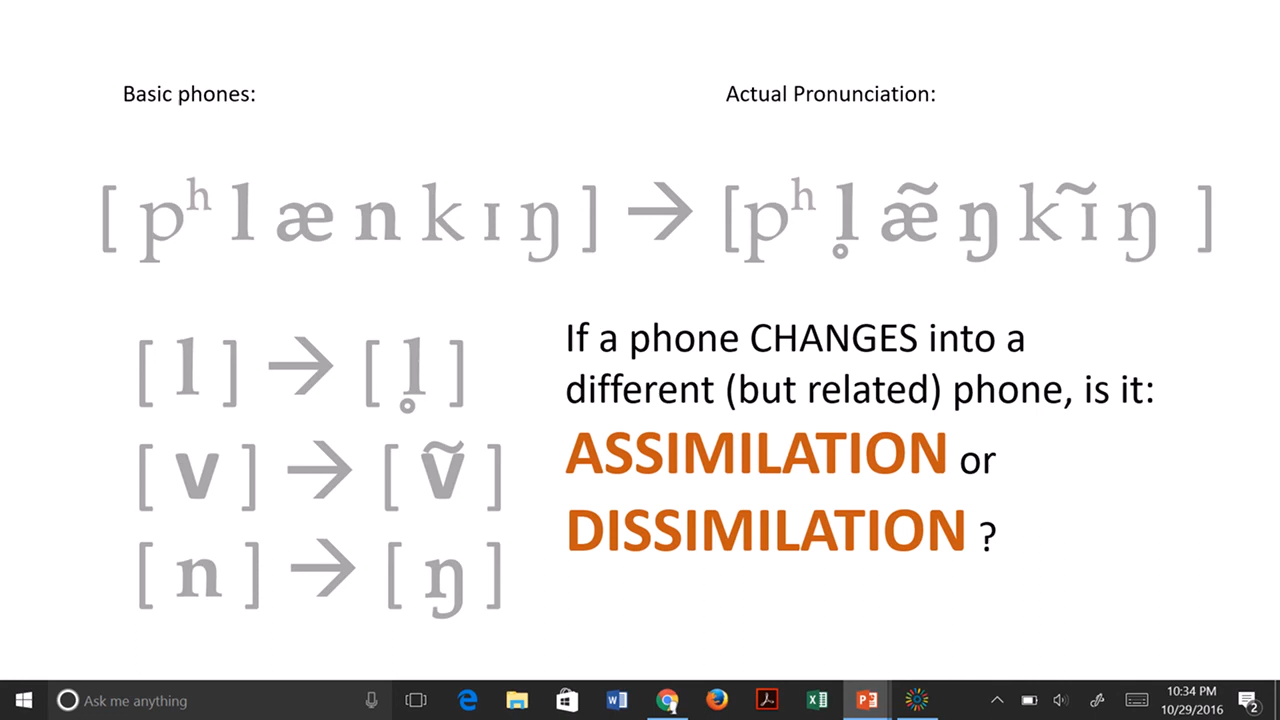 Basic phones:
Actual Pronunciation:
[ pʰ l æ n k ɪ ŋ ] → [pʰ l̥ æ̃ ŋ k ɪ̃ ŋ ]
[ l ] → [ l̥ ]
[ v ] → [ ṽ ]
[ n ] → [ ŋ ]
If a phone CHANGES into a
different (but related) phone, is it:
ASSIMILATION or
DISSIMILATION ?
Ask me anything
10:34 PM
10/29/2016
2